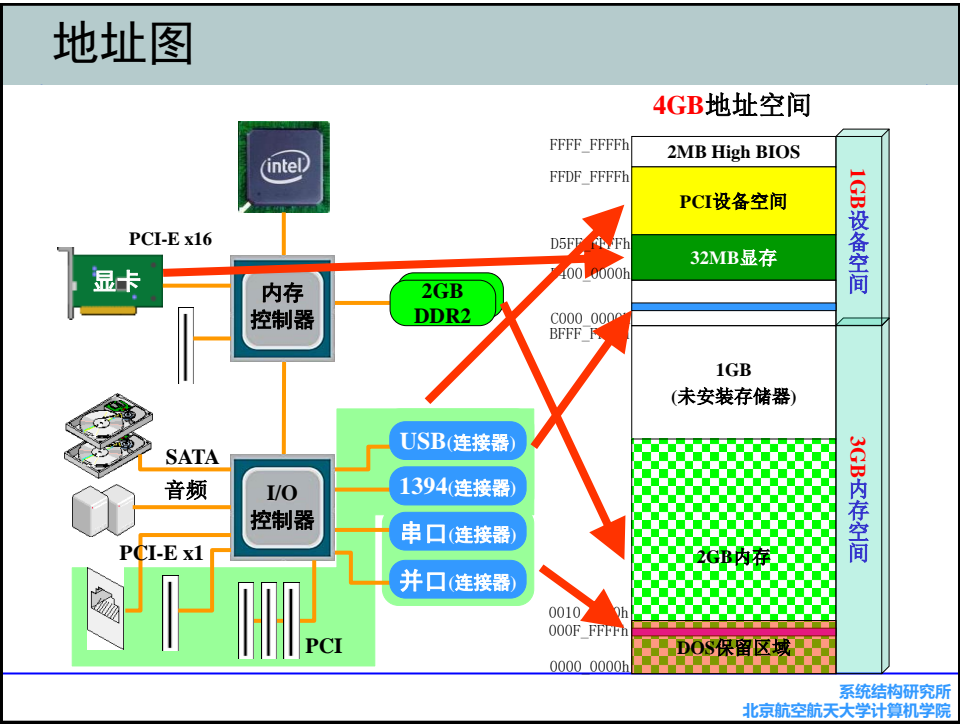 地址图
4GB地址空间
intel
PCI-E x16
显卡
内存
控制器
2GB
DDR2
SATA
音频
I/O
控制器
PCI-E x1
PCI
USB(连接器)
1394(连接器)
串口(连接器)
并口(连接器)
FFFF_FFFFh
2MB High BIOS
FFDF_FFFFh
PCI设备空间
32MB显存
C000_0000h
1GB
(未安装存储器)
2GB内存
000F_FFFFh
DOS保留区域
0000_0000h
1GB设备空间
3GB内存空间
系统结构研究所
北京航空航天大学计算机学院